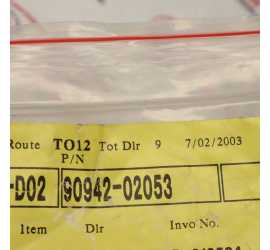 Route TO12 Tot Dlr 9 7/02/2003
P/N
-D02 90942-02053
Item Dlr Invo No.